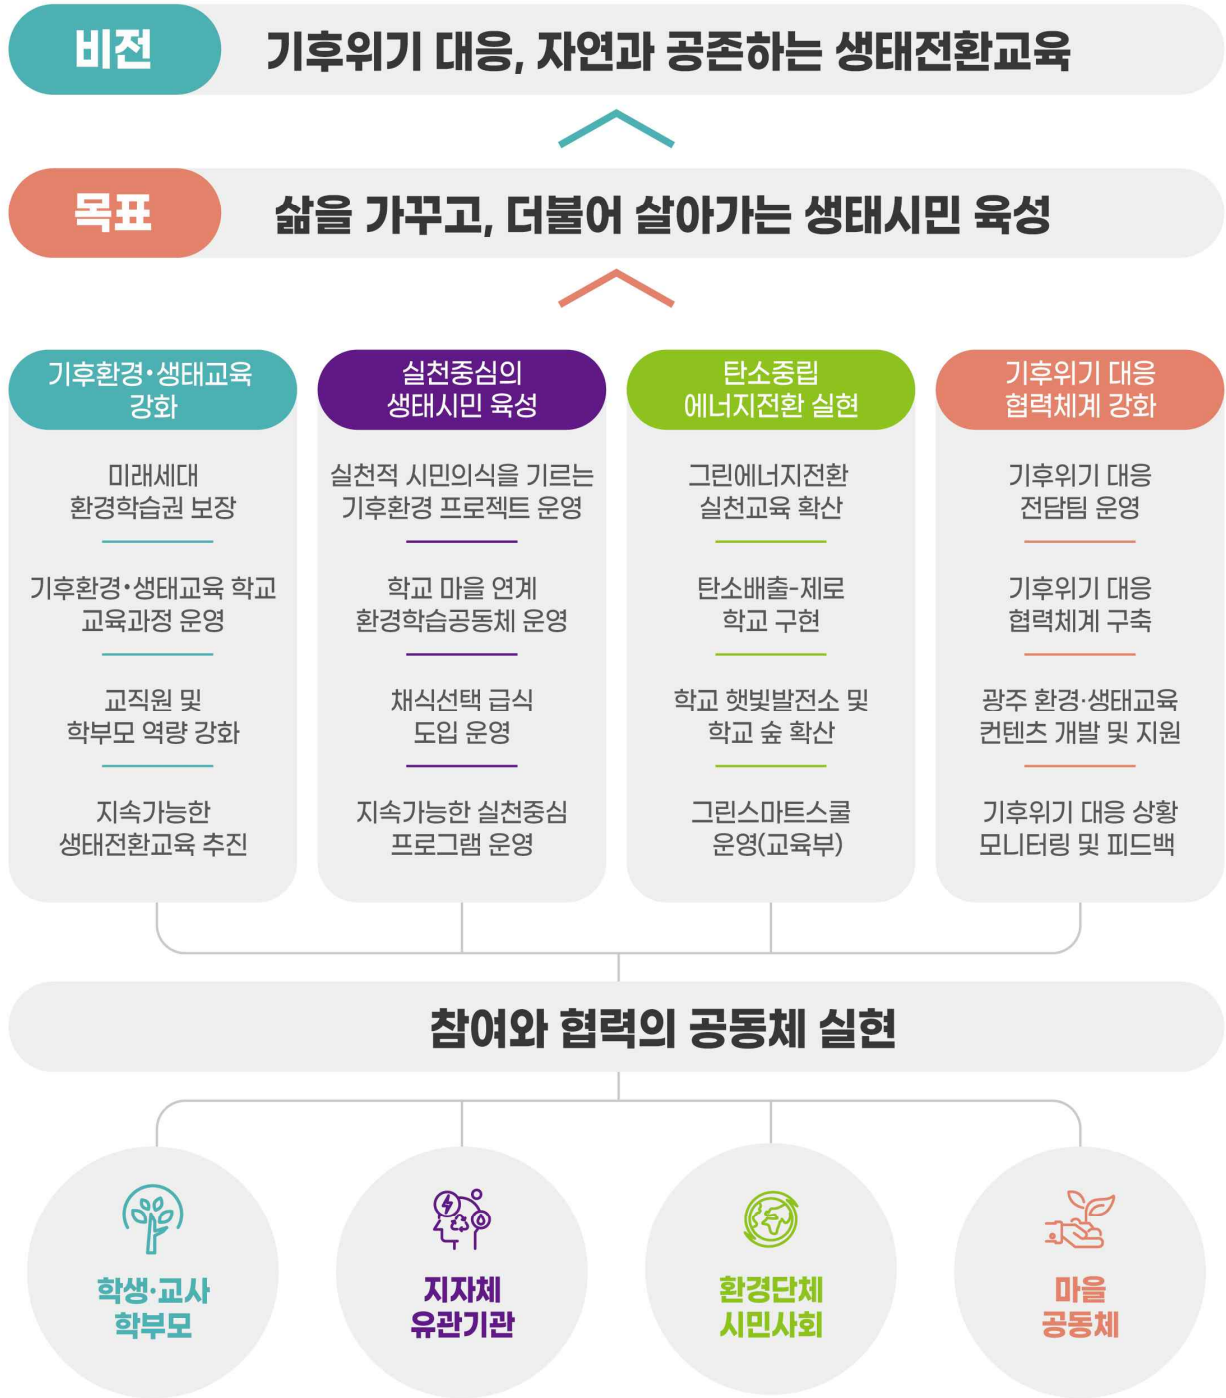 비전
기후위기 대응, 자연과 공존하는 생태전환교육
목표
삶을 가꾸고, 더불어 살아가는 생태시민 육성
기후환경•생태교육
강화
미래세대
환경학습권 보장
기후환경•생태교육 학교
교육과정 운영
교직원 및
학부모 역량 강화
지속가능한
생태전환교육 추진
실천중심의
생태시민 육성
실천적 시민의식을 기르는
기후환경 프로젝트 운영
학교 마을 연계
환경학습공동체 운영
채식선택 급식
도입 운영
지속가능한 실천중심
프로그램 운영
탄소중립
에너지전환 실현
그린에너지전환
실천교육 확산
탄소배출-제로
학교 구현
학교 햇빛발전소 및
학교 숲 확산
그린스마트스쿨
운영(교육부)
기후위기 대응
협력체계 강화
기후위기 대응
전담팀 운영
기후위기 대응
협력체계 구축
광주 환경·생태교육
컨텐츠 개발 및 지원
기후위기 대응 상황
모니터링 및 피드백
참여와 협력의 공동체 실현
학생·교사
학부모
지자체
유관기관
환경단체
시민사회
마을
공동체